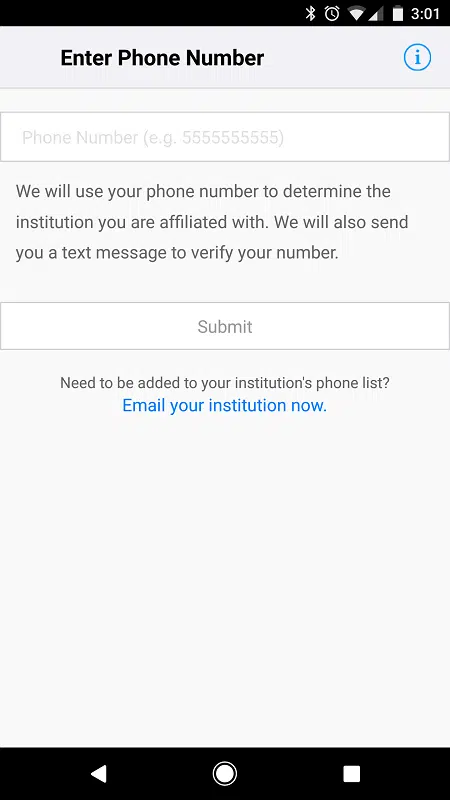 3:01
Enter Phone Number
i
Phone Number (e.g. 5555555555)
We will use your phone number to determine the
institution you are affiliated with. We will also send
you a text message to verify your number.
Submit
Need to be added to your institution's phone list?
Email your institution now.